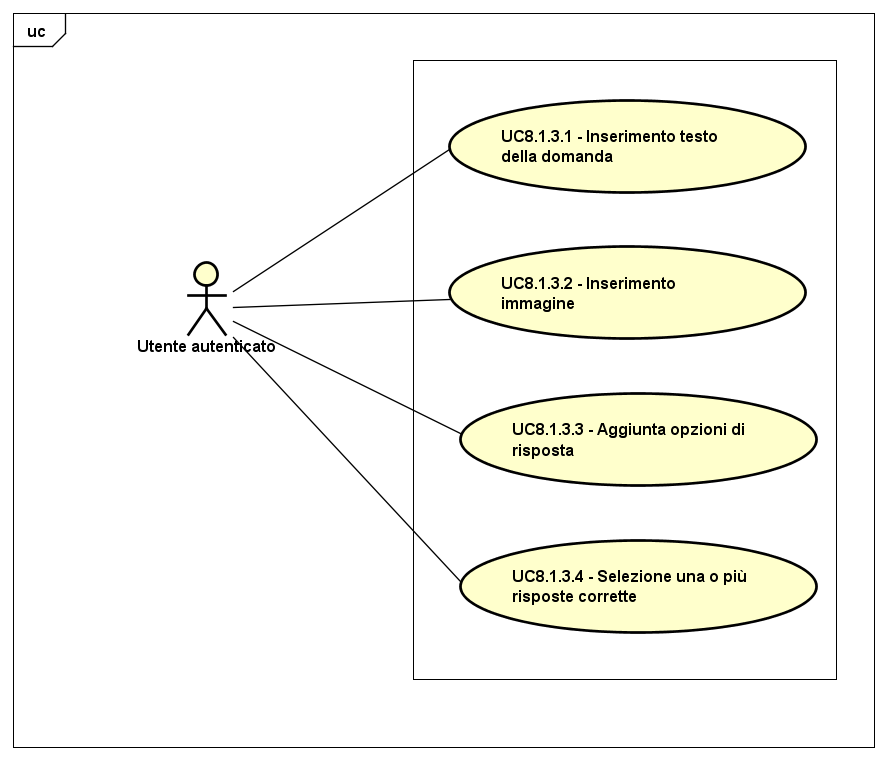 uc
UC8.1.3.1 - Inserimento testo
della domanda
UC8.1.3.2 - Inserimento
immagine
Utente autenticato
UC8.1.3.3 - Aggiunta opzioni di
risposta
UC8.1.3.4 - Selezione una o più
risposte corrette